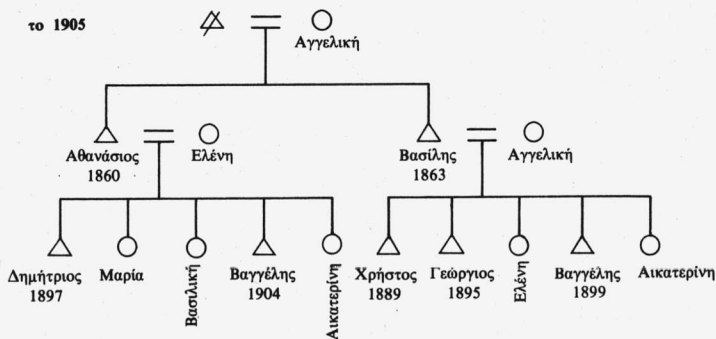 το 1905
Αγγελική
Αθανάσιος
1860
Ελένη
Βασίλης
1863
Αγγελική
Δημήτριος
1897
Μαρία
Βασιλική
Βαγγέλης
1904
Αικατερίνη
Χρήστος
1889
Γεώργιος
1895
Ελένη
Βαγγέλης
1899
Αικατερίνη